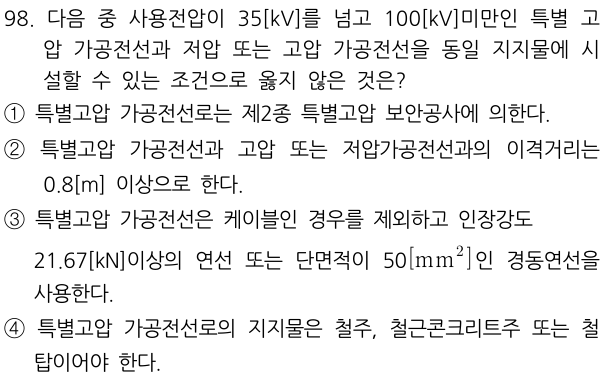 98. 다음 중 사용전압이 35[kV]를 넘고 100[kV]미만인 특별 고
압 가공전선과 저압 또는 고압 가공전선을 동일 지지물에 시
설할 수 있는 조건으로 옳지 않은 것은?
① 특별고압 가공전선로는 제2종 특별고압 보안공사에 의한다.
② 특별고압 가공전선과 고압 또는 저압가공전선과의 이격거리는
0.8[m] 이상으로 한다.
③ 특별고압 가공전선은 케이블인 경우를 제외하고 인장강도
21.67[kN]이상의 연선 또는 단면적이 50[mm²]인 경동연선을
사용한다.
④ 특별고압 가공전선로의 지지물은 철주, 철근콘크리트주 또는 철
탑이어야 한다.